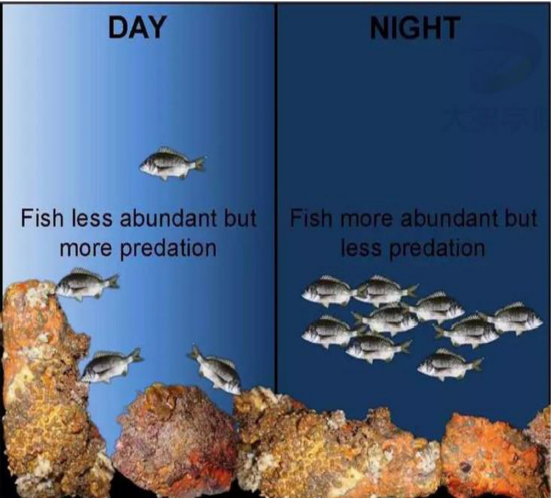 DAY
Fish less abundant but
more predation
NIGHT
Fish more abundant but
less predation